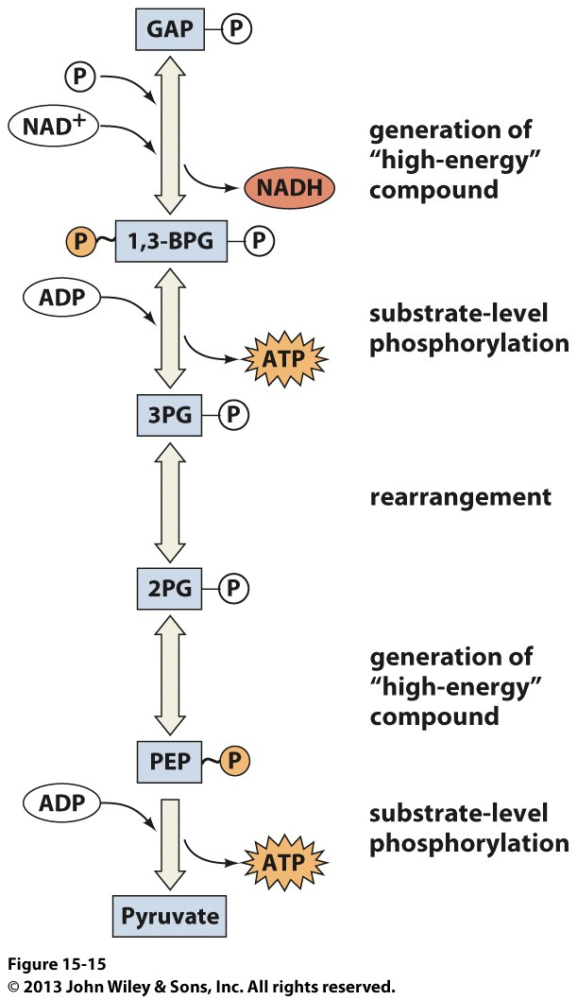 GAP P
P
NAD+
NADH
generation of
“high-energy”
compound
P 1,3-BPG P
ADP
ATP
substrate-level
phosphorylation
3PG P
rearrangement
2PG P
generation of
“high-energy”
compound
PEP P
ADP
ATP
substrate-level
phosphorylation
Pyruvate
Figure 15-15
© 2013 John Wiley & Sons, Inc. All rights reserved.